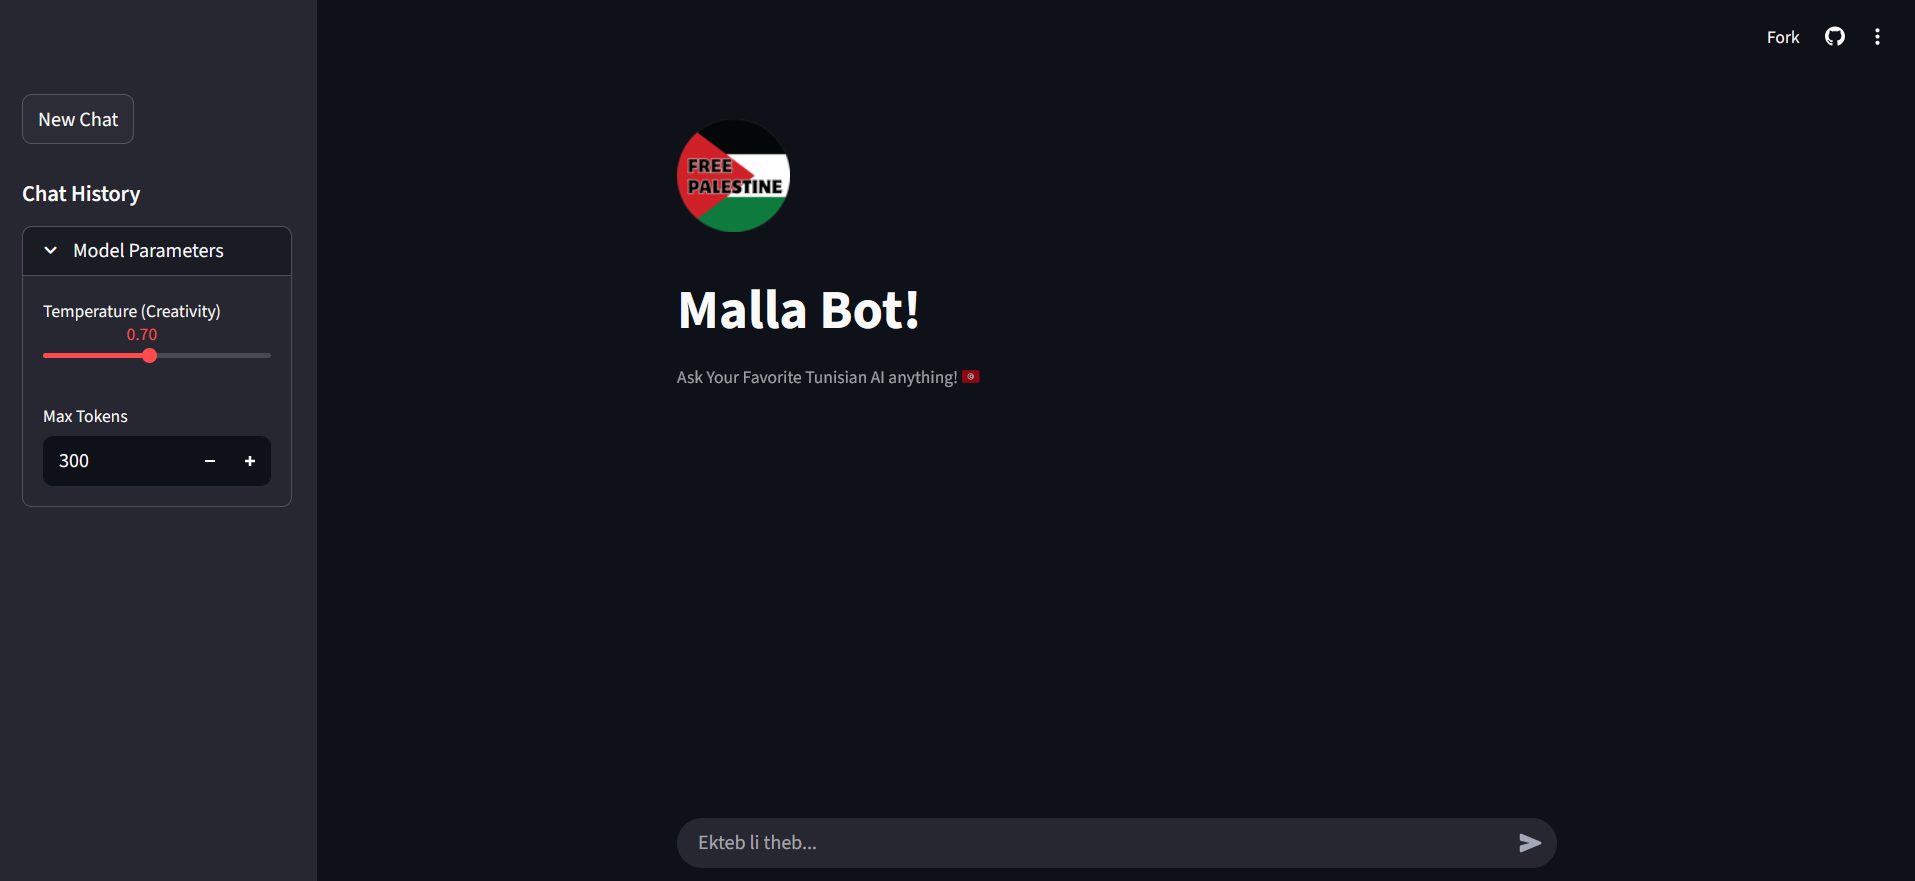 Fork
New Chat
Chat History
Model Parameters
Temperature (Creativity)
0.70
Max Tokens
300
FREE
PALESTINE
Malla Bot!
Ask Your Favorite Tunisian AI anything! 🇹🇳
Ekteb li theb...